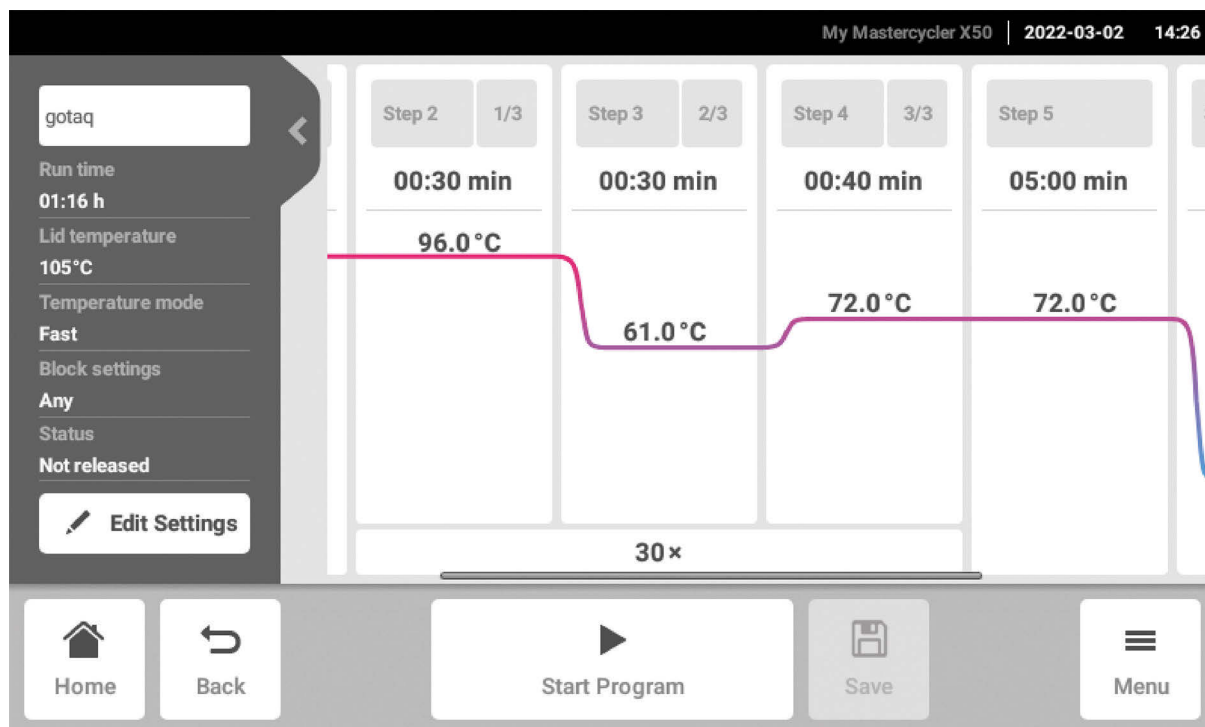 My Mastercycler X50 2022-03-02 14:26
gotaq
Run time
01:16 h
Lid temperature
105°C
Temperature mode
Fast
Block settings
Any
Status
Not released
Edit Settings
Step 2 1/3
00:30 min
96.0°C
Step 3 2/3
00:30 min
61.0°C
Step 4 3/3
00:40 min
72.0°C
Step 5
05:00 min
72.0°C
30×
Home
Back
Start Program
Save
Menu